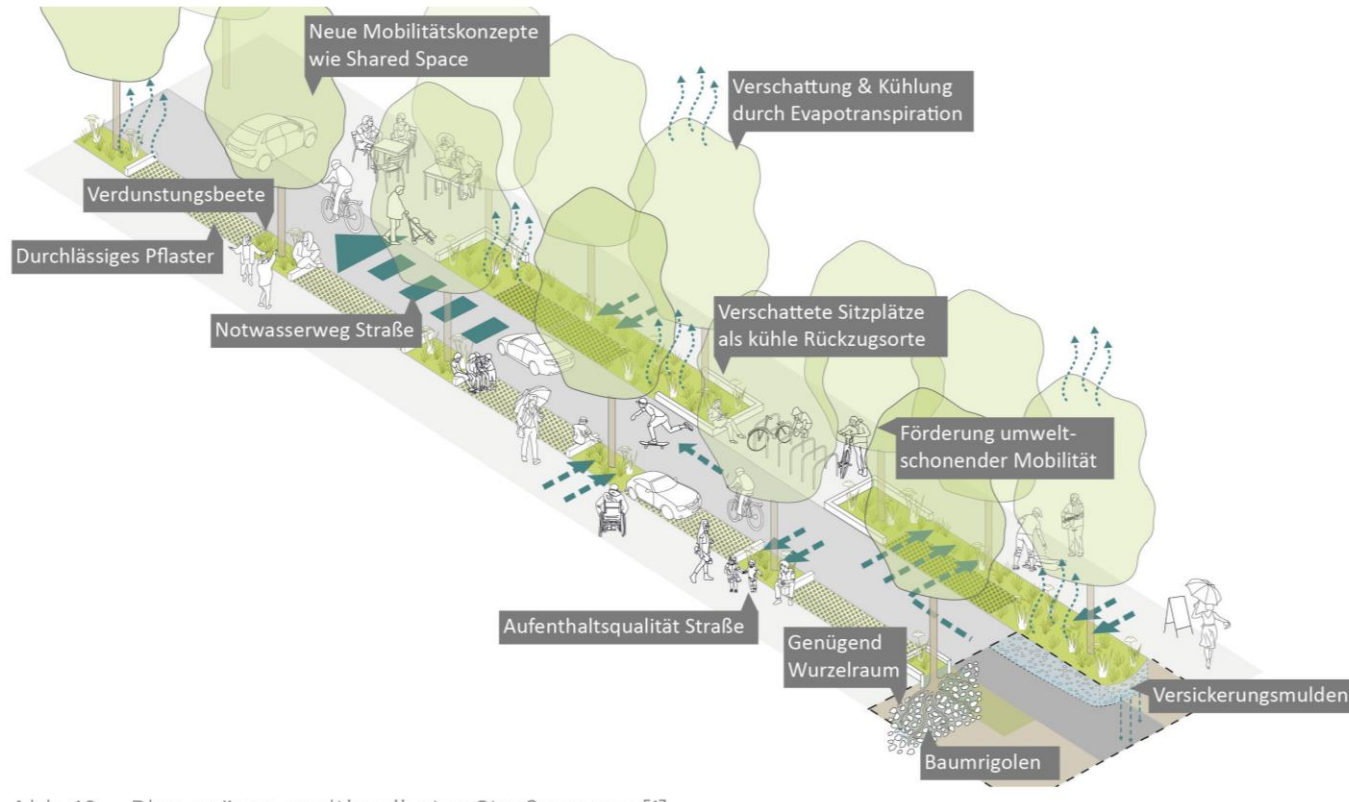 Neue Mobilitätskonzepte
wie Shared Space
Verschattung & Kühlung
durch Evapotranspiration
Verdunstungsbeete
Durchlässiges Pflaster
Notwasserweg Straße
Verschattete Sitzplätze
als kühle Rückzugsorte
Förderung umwelt-
schonender Mobilität
Aufenthaltsqualität Straße
Genügend
Wurzelraum
Versickerungsmulden
Baumrigolen